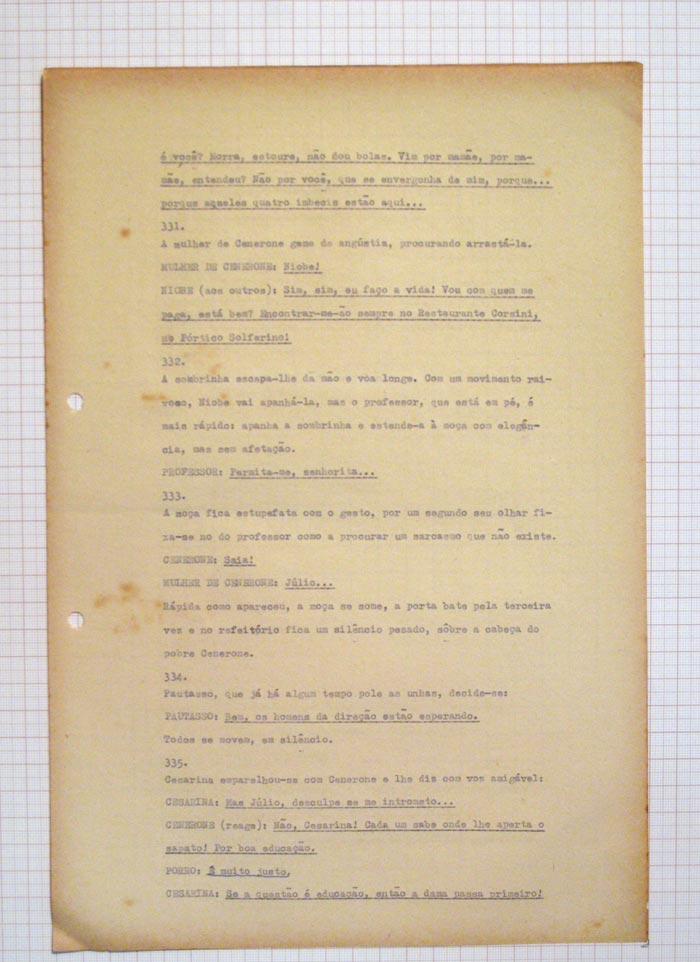 é você? Morra, estoure, não dou bolas. Vim por mamãe, por ma-
mãe, entendeu? Não por você, que se envergonha de mim, porque...
porque aqueles quatro imbecis estão aqui...
331.
A mulher de Cenerone geme de angústia, procurando arrastá-la.
MULHER DE CENERONE: Niobe!
NIOBE (aos outros): Sim, sim, eu faço a vida! Vou com quem me
paga, está bem? Encontrar-me-ão sempre no Restaurante Corsini,
no Pórtico Solferino!
332.
A sombrinha escapa-lhe da mão e voa longe. Com um movimento rai-
voso, Niobe vai apanhá-la, mas o professor, que está em pé, é
mais rápido: apanha a sombrinha e estende-a à moça com elegân-
cia, mas sem afetação.
PROFESSOR: Permita-me, senhorita...
333.
A moça fica estupefata com o gesto, por um segundo seu olhar fi-
xa-se no do professor como a procurar um sarcasmo que não existe.
CENERONE: Saia!
MULHER DE CENERONE: Júlio...
Rápida como apareceu, a moça se some, a porta bate pela terceira
vez e no refeitório fica um silêncio pesado, sôbre a cabeça do
pobre Cenerone.
334.
Pautasso, que já há algum tempo pole as unhas, decide-se:
PAUTASSO: Bem, os homens da direção estão esperando.
Todos se movem, em silêncio.
335.
Cesarina emparelhou-se com Cenerone e lhe dis com voz amigável:
CESARINA: Mas Júlio, desculpe se me intrometo...
CENERONE (reage): Não, Cesarina! Cada um sabe onde lhe aperta o
sapato! Por boa educação.
PORRO: É muito justo,
CESARINA: Se a questão é educação, então a dama passa primeiro!